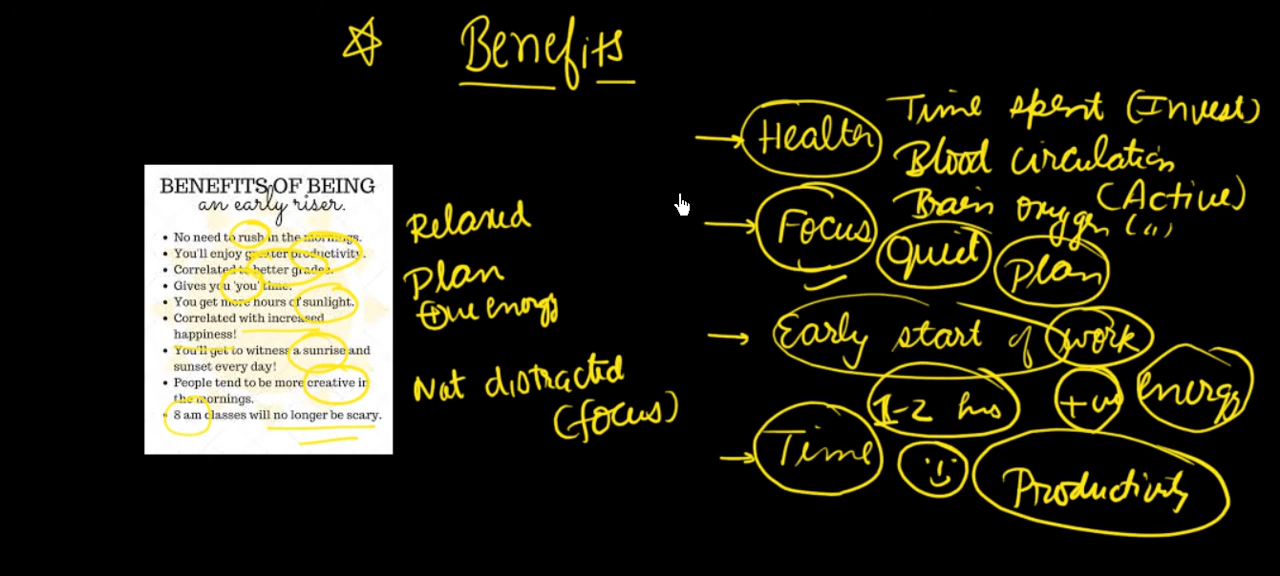 Benefits
BENEFITS OF BEING
an early riser.
• No need to rush in the mornings.
• You'll enjoy greater productivity.
• Correlated to better grades.
• Gives you 'you' time.
• You get more hours of sunlight.
• Correlated with increased
happiness!
• You'll get to witness a sunrise and
sunset every day!
• People tend to be more creative in
the mornings.
• 8 am classes will no longer be scary.
Relaxed
Plan
+ve energy
Not distracted
(focus)
→ Health Time spent (Invest)
Blood circulation
(Active)
Brain oxygen (")
→ Focus Quiet Plan
→ Early start of work
1-2 hrs +ve energy
→ Time Productivity